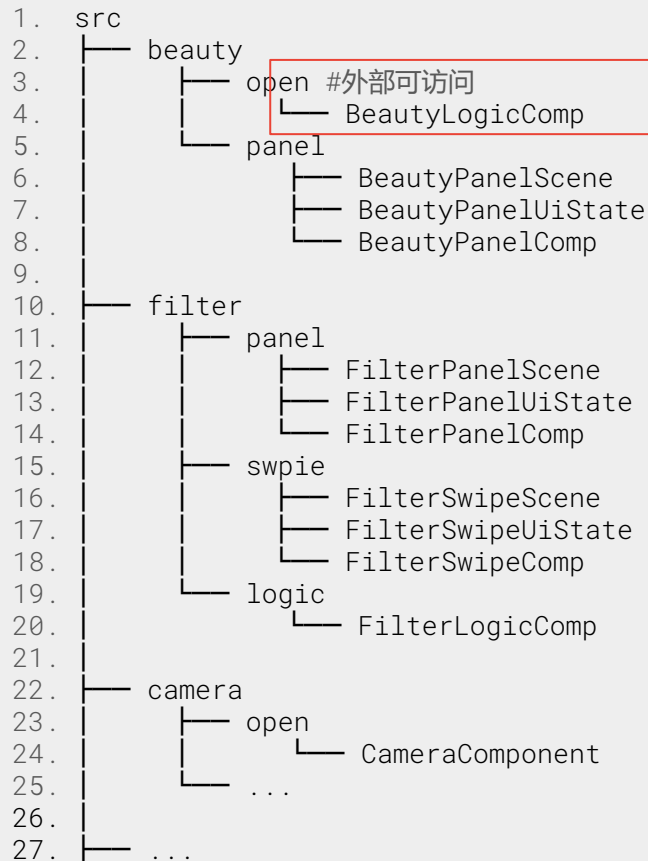 1. src
2. ├── beauty
3. │   ├── open #外部可访问
4. │   │   └── BeautyLogicComp
5. │   └── panel
6. │       ├── BeautyPanelScene
7. │       ├── BeautyPanelUiState
8. │       └── BeautyPanelComp
9. │
10. ├── filter
11. │   ├── panel
12. │   │   ├── FilterPanelScene
13. │   │   ├── FilterPanelUiState
14. │   │   └── FilterPanelComp
15. │   ├── swpie
16. │   │   ├── FilterSwipeScene
17. │   │   ├── FilterSwipeUiState
18. │   │   └── FilterSwipeComp
19. │   └── logic
20. │       └── FilterLogicComp
21. │
22. ├── camera
23. │   ├── open
24. │   │   └── CameraComponent
25. │   └── ...
26. │
27. ├── ...